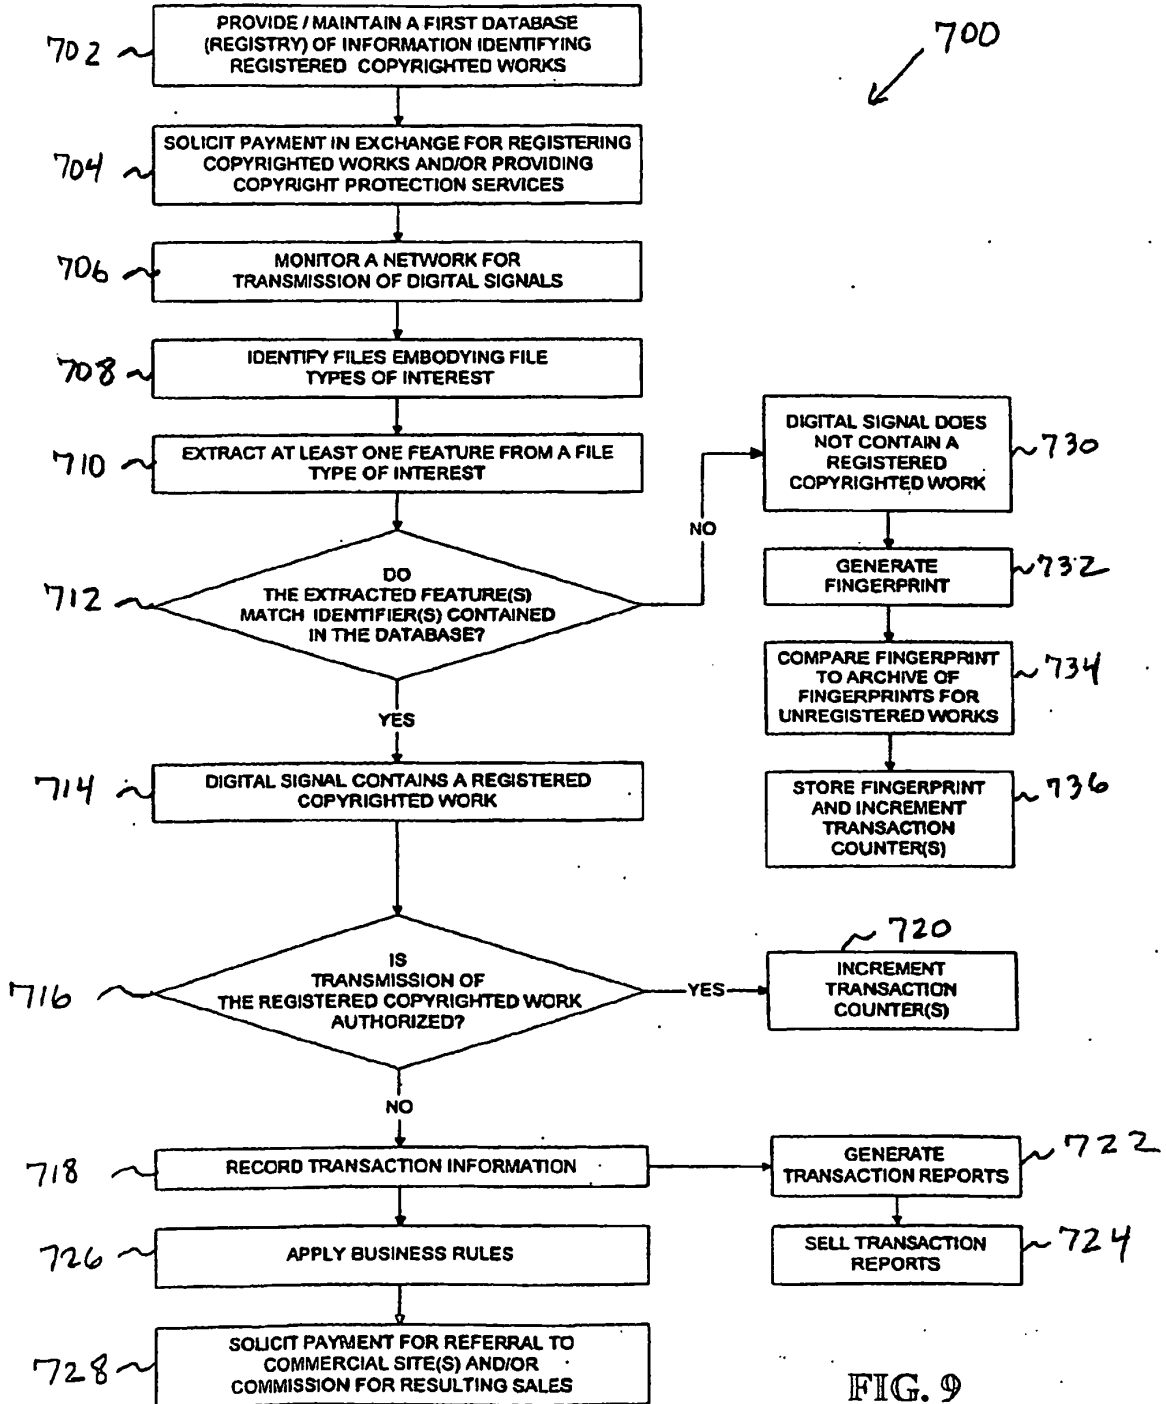 700
702
PROVIDE / MAINTAIN A FIRST DATABASE
(REGISTRY) OF INFORMATION IDENTIFYING
REGISTERED COPYRIGHTED WORKS
704
SOLICIT PAYMENT IN EXCHANGE FOR REGISTERING
COPYRIGHTED WORKS AND/OR PROVIDING
COPYRIGHT PROTECTION SERVICES
706
MONITOR A NETWORK FOR
TRANSMISSION OF DIGITAL SIGNALS
708
IDENTIFY FILES EMBODYING FILE
TYPES OF INTEREST
710
EXTRACT AT LEAST ONE FEATURE FROM A FILE
TYPE OF INTEREST
712
DO
THE EXTRACTED FEATURE(S)
MATCH IDENTIFIER(S) CONTAINED
IN THE DATABASE?
NO
DIGITAL SIGNAL DOES
NOT CONTAIN A
REGISTERED
COPYRIGHTED WORK
730
GENERATE
FINGERPRINT
732
COMPARE FINGERPRINT
TO ARCHIVE OF
FINGERPRINTS FOR
UNREGISTERED WORKS
734
STORE FINGERPRINT
AND INCREMENT
TRANSACTION
COUNTER(S)
736
YES
714
DIGITAL SIGNAL CONTAINS A REGISTERED
COPYRIGHTED WORK
716
IS
TRANSMISSION OF
THE REGISTERED COPYRIGHTED WORK
AUTHORIZED?
YES
720
INCREMENT
TRANSACTION
COUNTER(S)
NO
718
RECORD TRANSACTION INFORMATION
GENERATE
TRANSACTION REPORTS
722
SELL TRANSACTION
REPORTS
724
726
APPLY BUSINESS RULES
728
SOLICIT PAYMENT FOR REFERRAL TO
COMMERCIAL SITE(S) AND/OR
COMMISSION FOR RESULTING SALES
FIG. 9